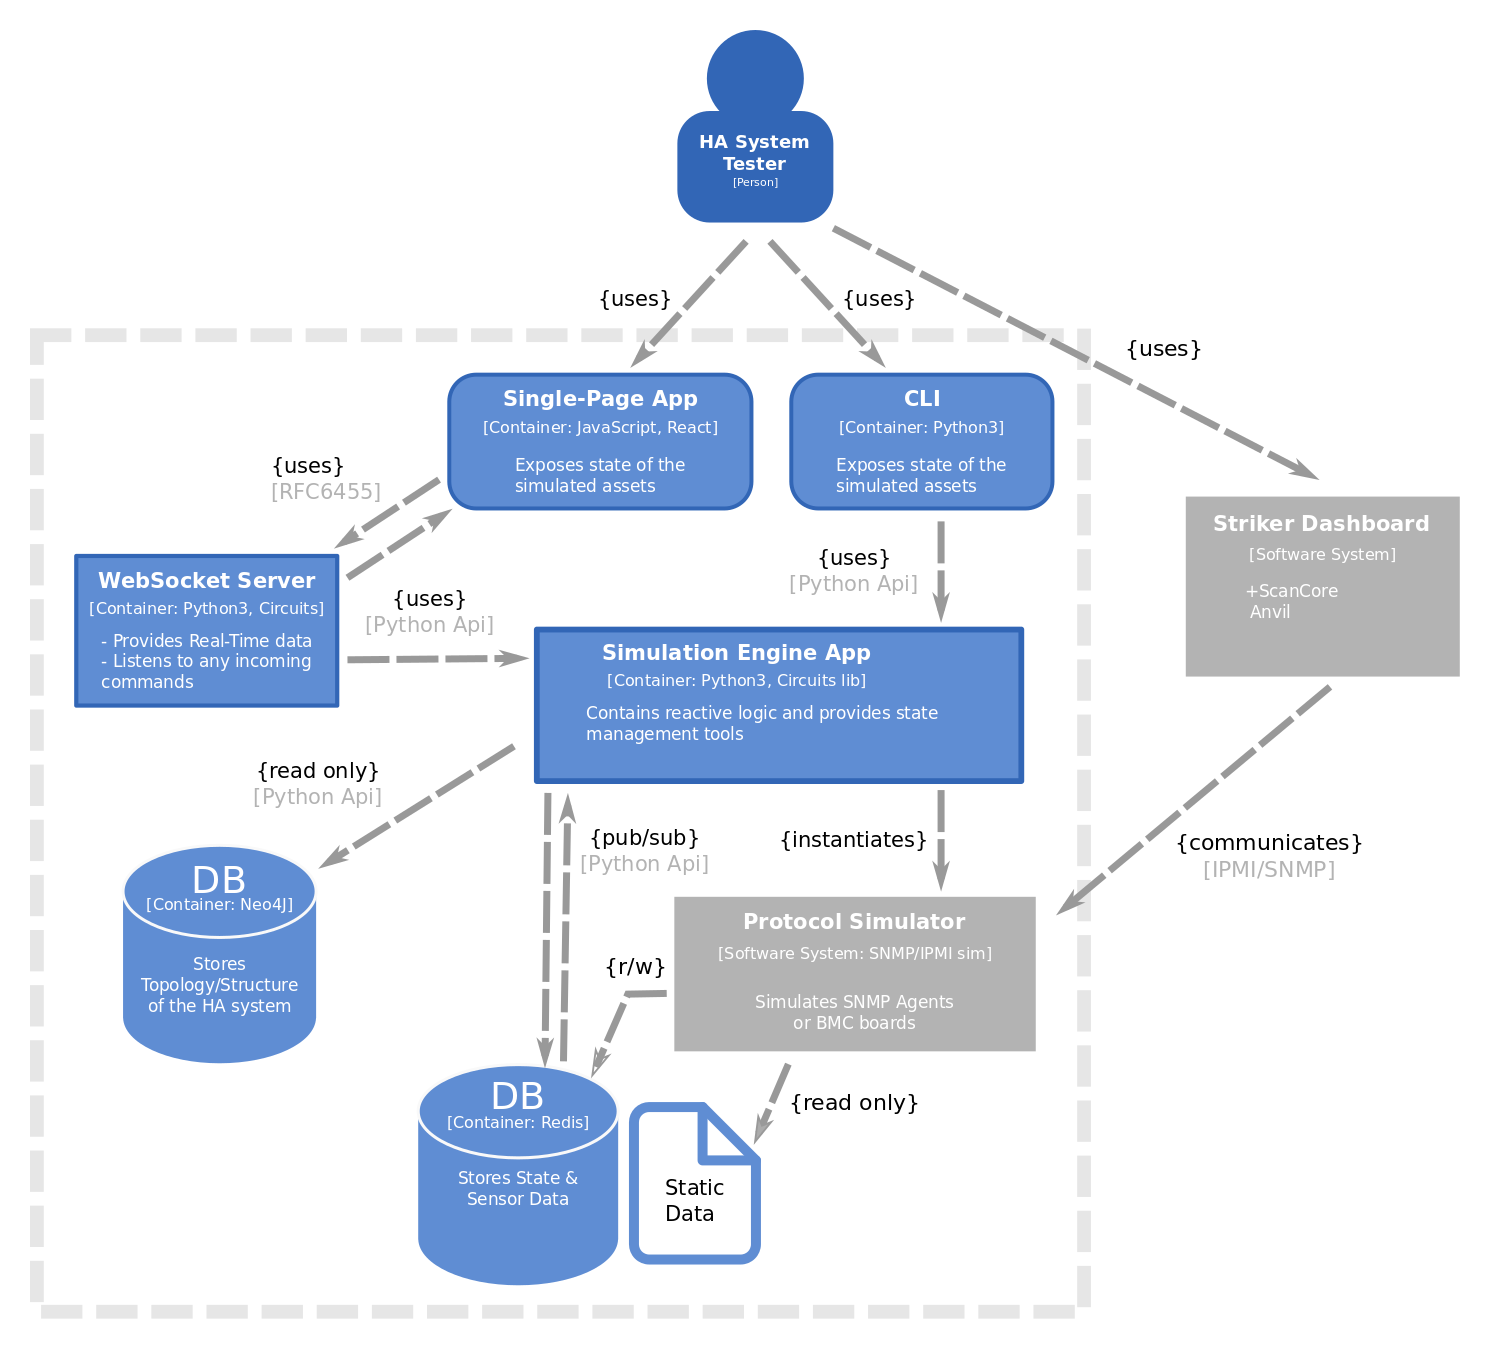 HA System
Tester
[Person]
{uses}
{uses}
{uses}
Single-Page App
[Container: JavaScript, React]
Exposes state of the
simulated assets
CLI
[Container: Python3]
Exposes state of the
simulated assets
{uses}
[RFC6455]
Striker Dashboard
[Software System]
+ScanCore
Anvil
WebSocket Server
[Container: Python3, Circuits]
- Provides Real-Time data
- Listens to any incoming
commands
{uses}
[Python Api]
{uses}
[Python Api]
Simulation Engine App
[Container: Python3, Circuits lib]
Contains reactive logic and provides state
management tools
{read only}
[Python Api]
{pub/sub}
[Python Api]
{instantiates}
{communicates}
[IPMI/SNMP]
DB
[Container: Neo4J]
Stores
Topology/Structure
of the HA system
Protocol Simulator
[Software System: SNMP/IPMI sim]
Simulates SNMP Agents
or BMC boards
{r/w}
{read only}
DB
[Container: Redis]
Stores State &
Sensor Data
Static
Data